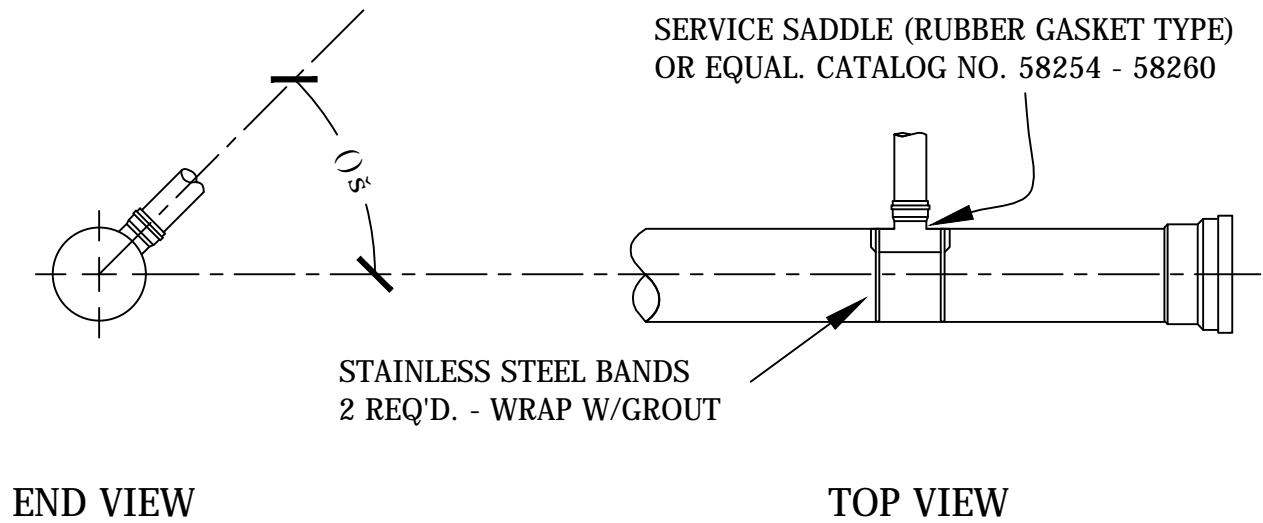 SERVICE SADDLE (RUBBER GASKET TYPE)
OR EQUAL. CATALOG NO. 58254 - 58260
STAINLESS STEEL BANDS
2 REQ'D. - WRAP W/GROUT
END VIEW
TOP VIEW